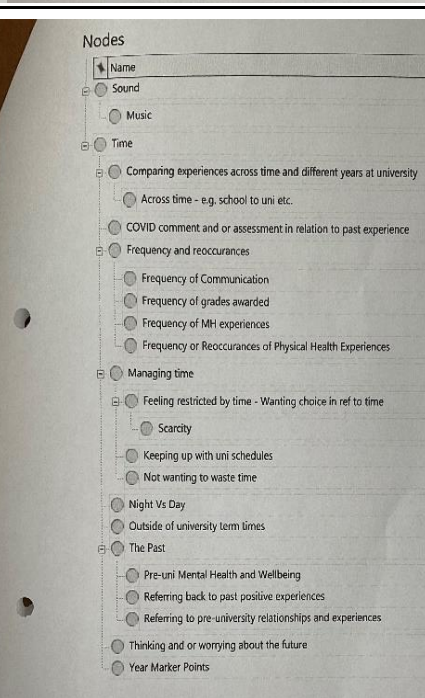 Nodes
Name
Sound
Music
Time
Comparing experiences across time and different years at university
Across time - e.g. school to uni etc.
COVID comment and or assessment in relation to past experience
Frequency and reoccurances
Frequency of Communication
Frequency of grades awarded
Frequency of MH experiences
Frequency or Reoccurances of Physical Health Experiences
Managing time
Feeling restricted by time - Wanting choice in ref to time
Scarcity
Keeping up with uni schedules
Not wanting to waste time
Night Vs Day
Outside of university term times
The Past
Pre-uni Mental Health and Wellbeing
Referring back to past positive experiences
Referring to pre-university relationships and experiences
Thinking and or worrying about the future
Year Marker Points